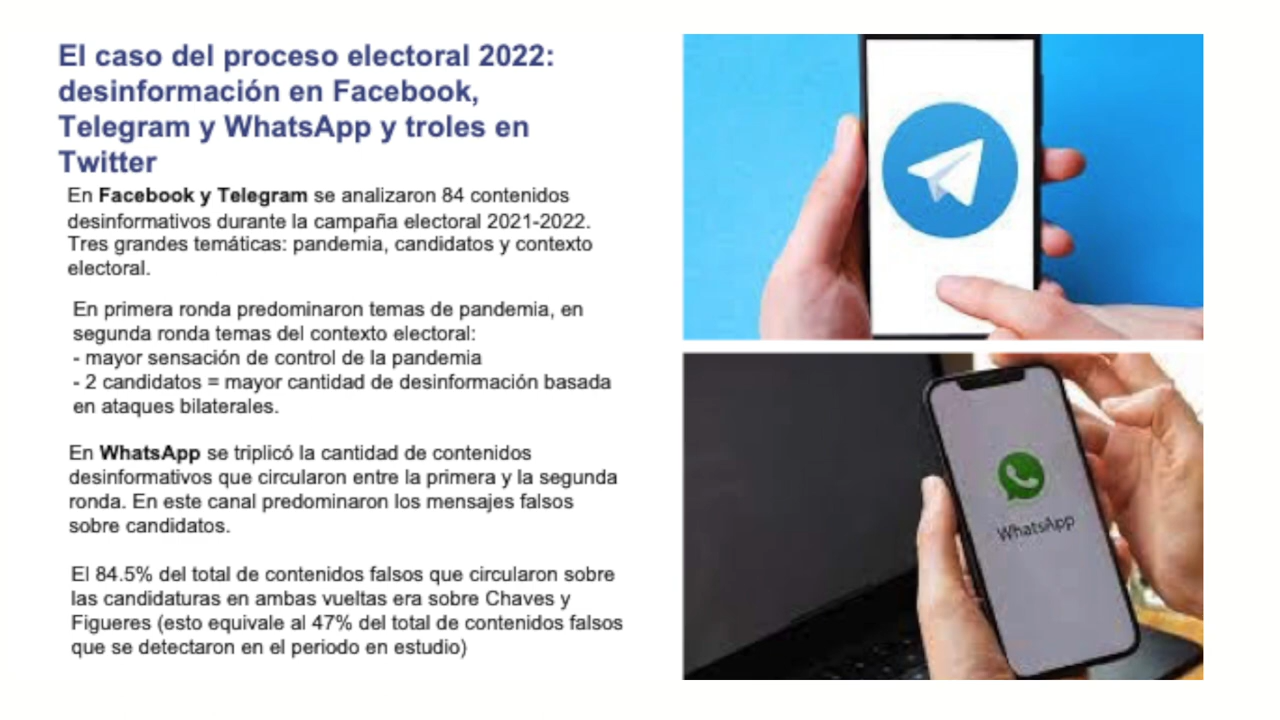 El caso del proceso electoral 2022:
desinformación en Facebook,
Telegram y WhatsApp y troles en
Twitter
En Facebook y Telegram se analizaron 84 contenidos
desinformativos durante la campaña electoral 2021-2022.
Tres grandes temáticas: pandemia, candidatos y contexto
electoral.
En primera ronda predominaron temas de pandemia, en
segunda ronda temas del contexto electoral:
- mayor sensación de control de la pandemia
- 2 candidatos = mayor cantidad de desinformación basada
en ataques bilaterales.
En WhatsApp se triplicó la cantidad de contenidos
desinformativos que circularon entre la primera y la segunda
ronda. En este canal predominaron los mensajes falsos
sobre candidatos.
El 84.5% del total de contenidos falsos que circularon sobre
las candidaturas en ambas vueltas era sobre Chaves y
Figueres (esto equivale al 47% del total de contenidos falsos
que se detectaron en el periodo en estudio)
WhatsApp